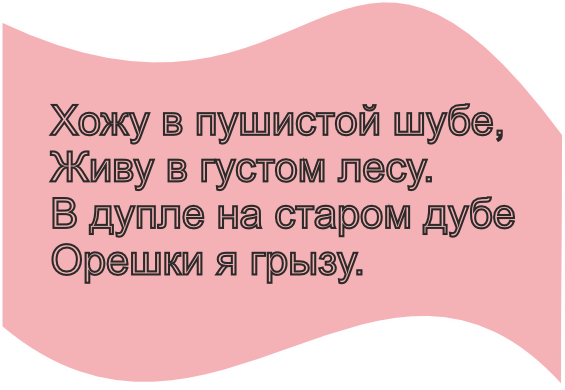 Хожу в пушистой шубе,
Живу в густом лесу.
В дупле на старом дубе
Орешки я грызу.